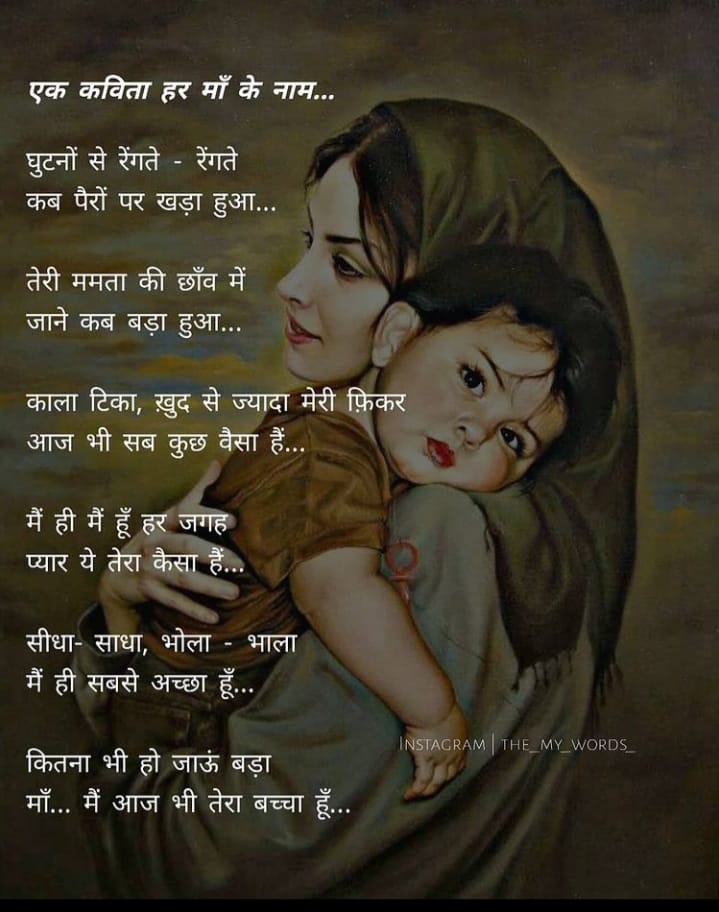 एक कविता हर माँ के नाम...
घुटनों से रेंगते - रेंगते
कब पैरों पर खड़ा हुआ...
तेरी ममता की छाँव में
जाने कब बड़ा हुआ...
काला टिका, ख़ुद से ज्यादा मेरी फ़िकर
आज भी सब कुछ वैसा हैं...
मैं ही मैं हूँ हर जगह
प्यार ये तेरा कैसा हैं...
सीधा- साधा, भोला - भाला
मैं ही सबसे अच्छा हूँ...
INSTAGRAM | THE_MY_WORDS_
कितना भी हो जाऊं बड़ा
माँ... मैं आज भी तेरा बच्चा हूँ...